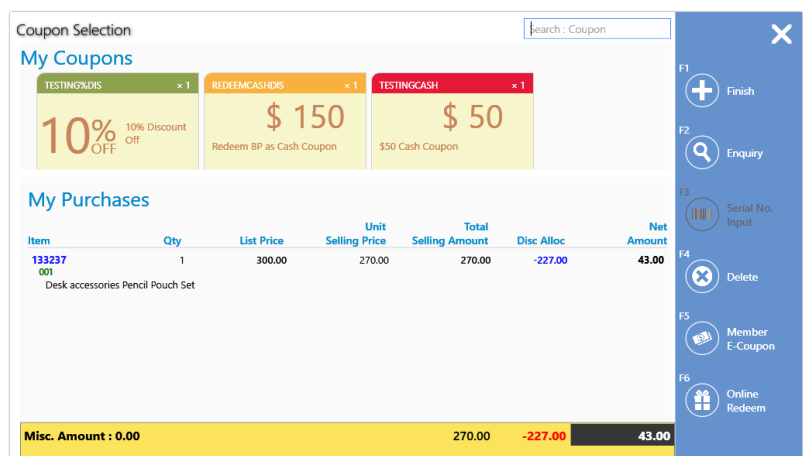 Coupon Selection
Search : Coupon
My Coupons
TESTING%DIS × 1
10% OFF
10% Discount
Off
REDEEMCASHDIS × 1
$ 150
Redeem BP as Cash Coupon
TESTINGCASH × 1
$ 50
$50 Cash Coupon
My Purchases
Item Qty List Price Unit Selling Price Total Selling Amount Disc Alloc Net Amount
133237 1 300.00 270.00 270.00 -227.00 43.00
001
Desk accessories Pencil Pouch Set
Misc. Amount : 0.00 270.00 -227.00 43.00
F1
Finish
F2
Enquiry
F3
Serial No.
Input
F4
Delete
F5
Member
E-Coupon
F6
Online
Redeem